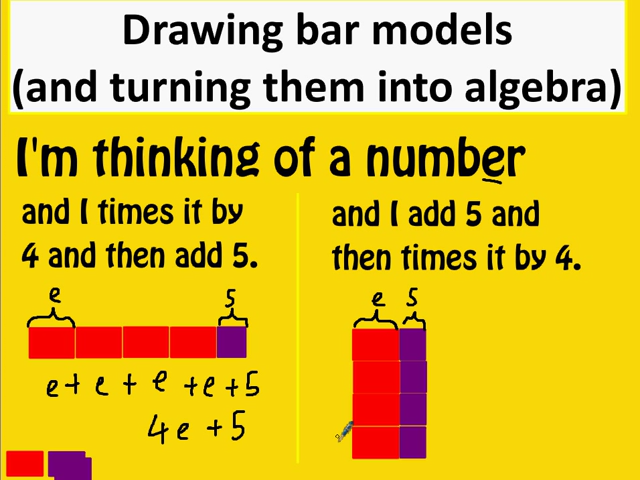 Drawing bar models
(and turning them into algebra)
I'm thinking of a number
and I times it by
4 and then add 5.
e 5
e + e + e + e + 5
4e + 5
and I add 5 and
then times it by 4.
e 5